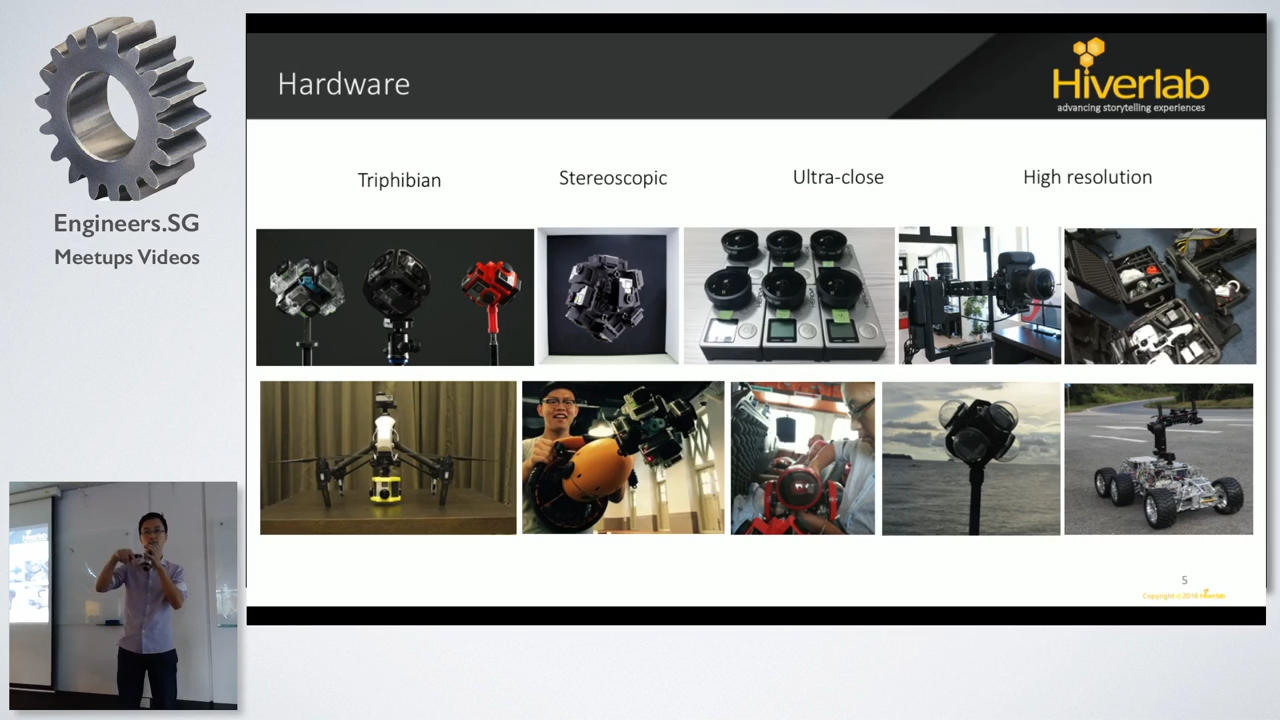 Engineers.SG
Meetups Videos
Hardware
Hiverlab
advancing storytelling experiences
Triphibian
Stereoscopic
Ultra-close
High resolution
5
Copyright © 2016 Hiverlab